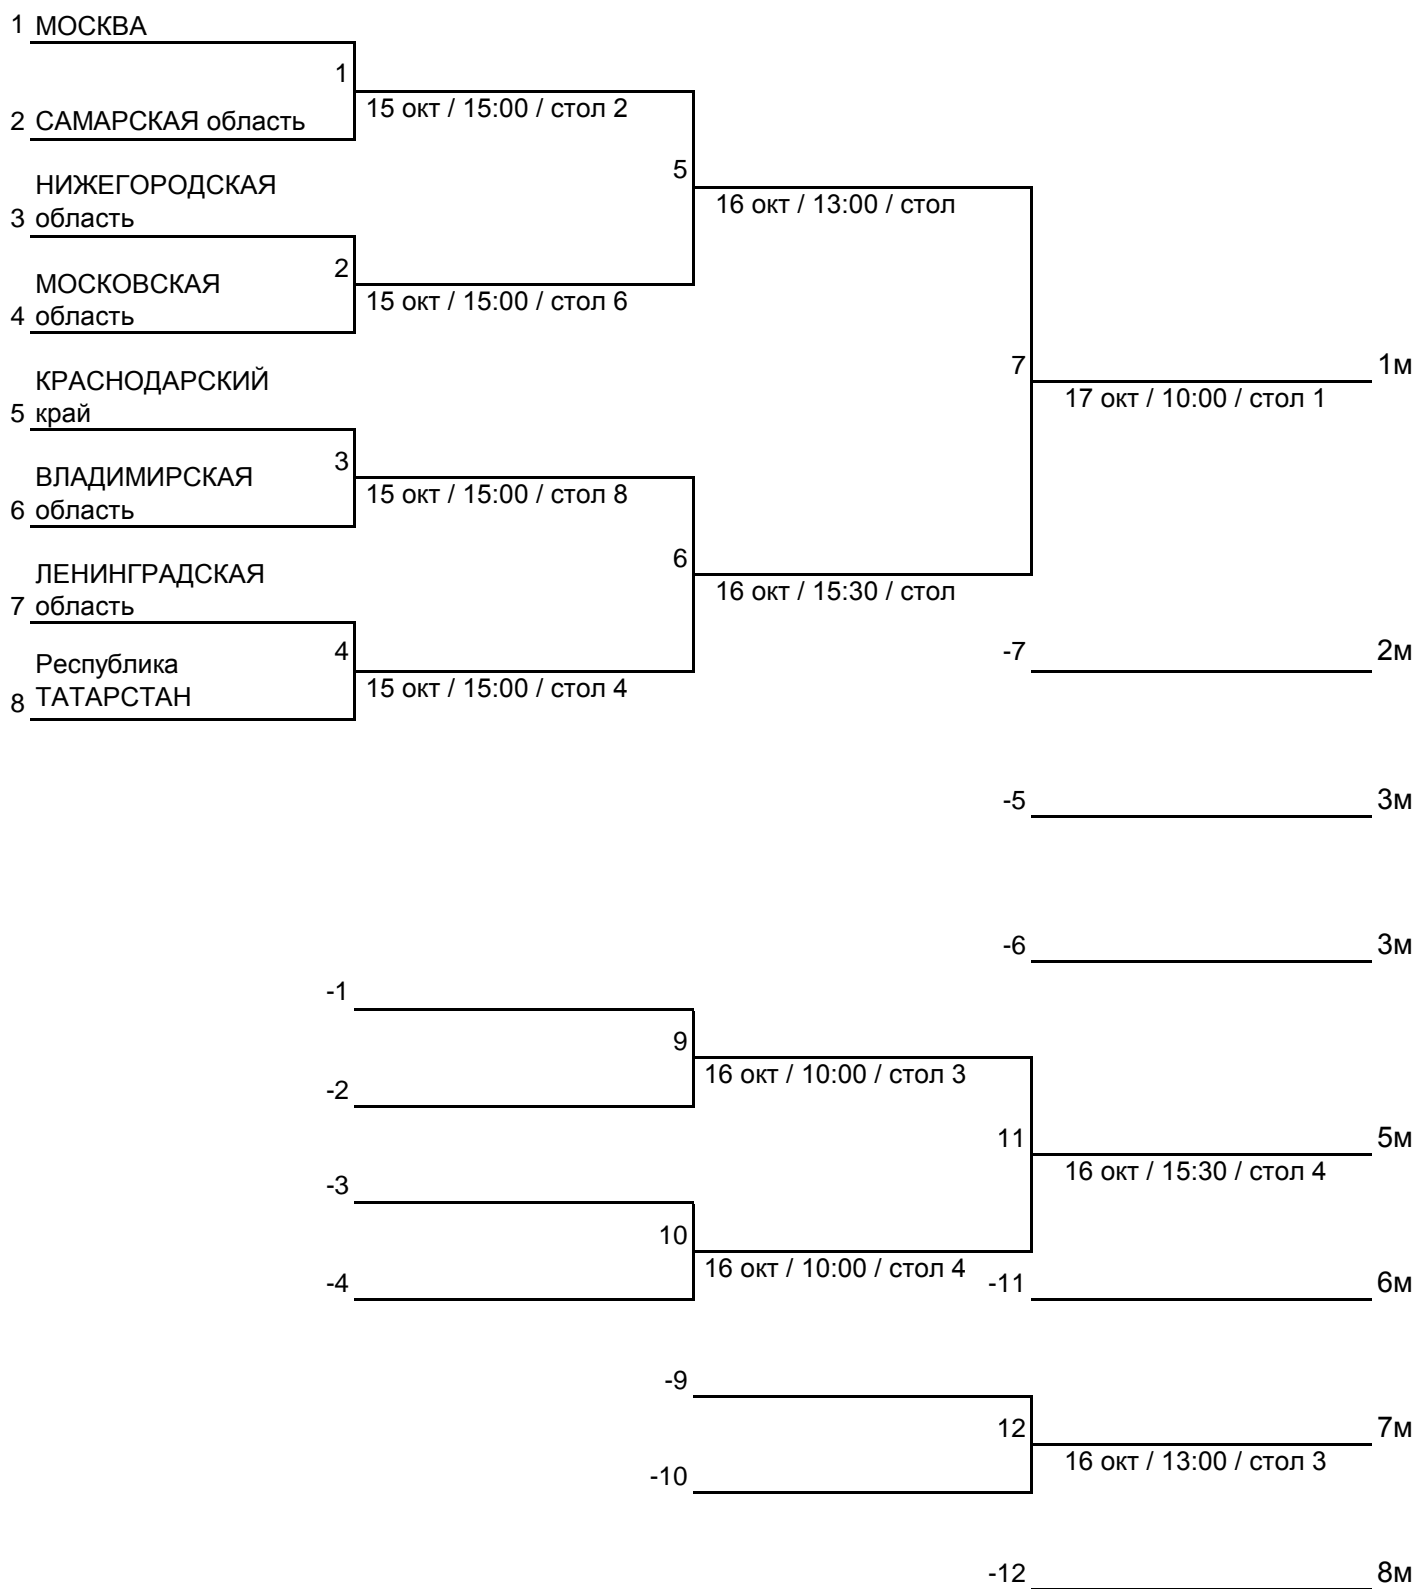 1 МОСКВА
1
15 окт / 15:00 / стол 2
2 САМАРСКАЯ область
5
НИЖЕГОРОДСКАЯ
3 область
16 окт / 13:00 / стол
2
МОСКОВСКАЯ
4 область
15 окт / 15:00 / стол 6
7
1м
КРАСНОДАРСКИЙ
5 край
17 окт / 10:00 / стол 1
3
ВЛАДИМИРСКАЯ
6 область
15 окт / 15:00 / стол 8
6
ЛЕНИНГРАДСКАЯ
7 область
16 окт / 15:30 / стол
4
Республика
8 ТАТАРСТАН
15 окт / 15:00 / стол 4
-7
2м
-5
3м
-6
3м
-1
9
16 окт / 10:00 / стол 3
-2
11
5м
16 окт / 15:30 / стол 4
-3
10
16 окт / 10:00 / стол 4
-4
-11
6м
-9
12
7м
16 окт / 13:00 / стол 3
-10
-12
8м